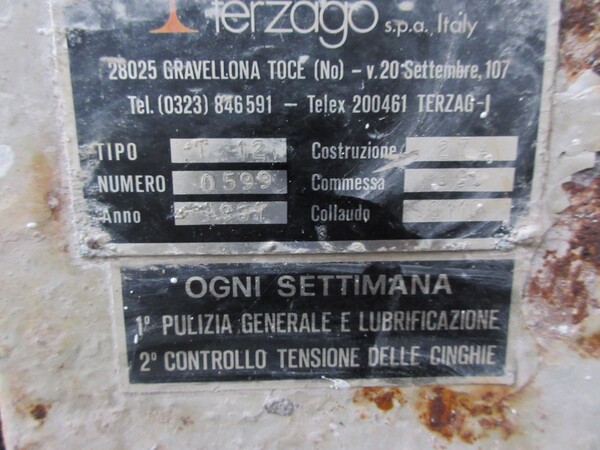 terzago s.p.a., Italy
28025 GRAVELLONA TOCE (No) – v. 20 Settembre, 107
Tel. (0323) 846591 – Telex 200461 TERZAG-I
TIPO T 12 Costruzione
NUMERO 0599 Commessa
Anno Collaudo
OGNI SETTIMANA
1° PULIZIA GENERALE E LUBRIFICAZIONE
2° CONTROLLO TENSIONE DELLE CINGHIE